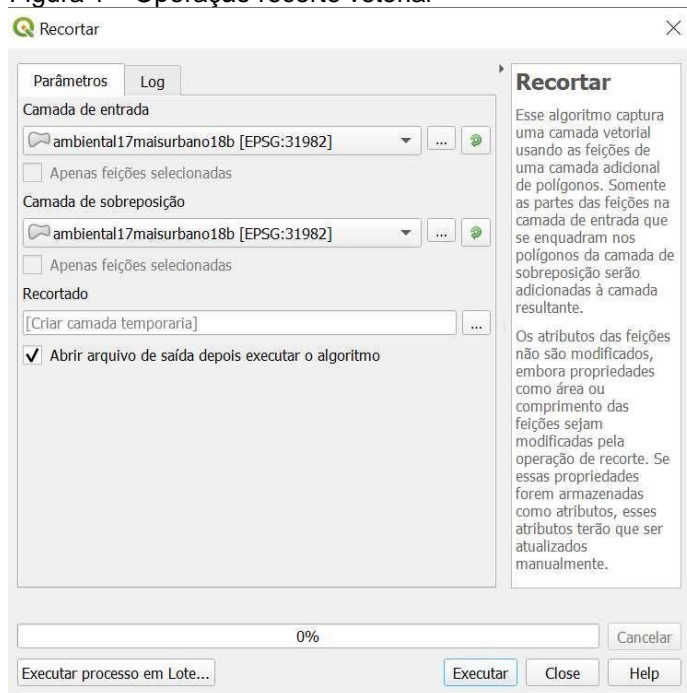 Figura 1 – Operação recorte vetorial
Recortar
Parâmetros Log
Camada de entrada
ambiental17maisurbano18b [EPSG:31982] ...
Apenas feições selecionadas
Camada de sobreposição
ambiental17maisurbano18b [EPSG:31982] ...
Apenas feições selecionadas
Recortado
[Criar camada temporaria] ...
Abrir arquivo de saída depois executar o algoritmo
Recortar
Esse algoritmo captura
uma camada vetorial
usando as feições de
uma camada adicional
de polígonos. Somente
as partes das feições na
camada de entrada que
se enquadram nos
polígonos da camada de
sobreposição serão
adicionadas à camada
resultante.
Os atributos das feições
não são modificados,
embora propriedades
como área ou
comprimento das
feições sejam
modificadas pela
operação de recorte. Se
essas propriedades
forem armazenadas
como atributos, esses
atributos terão que ser
atualizados
manualmente.
0% Cancelar
Executar processo em Lote... Executar Close Help